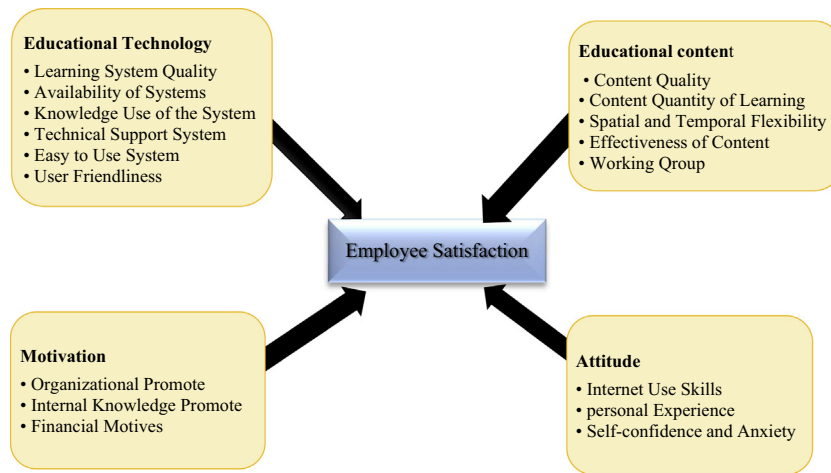 Educational Technology
• Learning System Quality
• Availability of Systems
• Knowledge Use of the System
• Technical Support System
• Easy to Use System
• User Friendliness
Educational content
• Content Quality
• Content Quantity of Learning
• Spatial and Temporal Flexibility
• Effectiveness of Content
• Working Qroup
Employee Satisfaction
Motivation
• Organizational Promote
• Internal Knowledge Promote
• Financial Motives
Attitude
• Internet Use Skills
• personal Experience
• Self-confidence and Anxiety